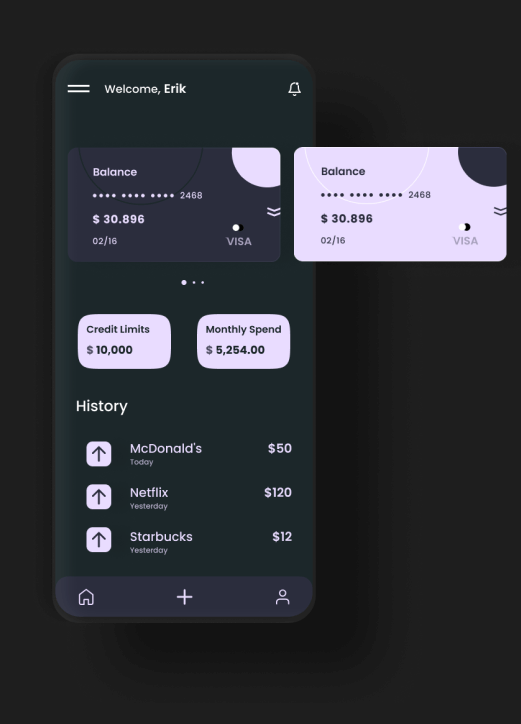 Welcome, Erik
Balance
•••• •••• •••• 2468
$ 30.896
02/16
VISA
Balance
•••• •••• •••• 2468
$ 30.896
02/16
VISA
Credit Limits
$ 10,000
Monthly Spend
$ 5,254.00
History
McDonald's $50
Today
Netflix $120
Yesterday
Starbucks $12
Yesterday